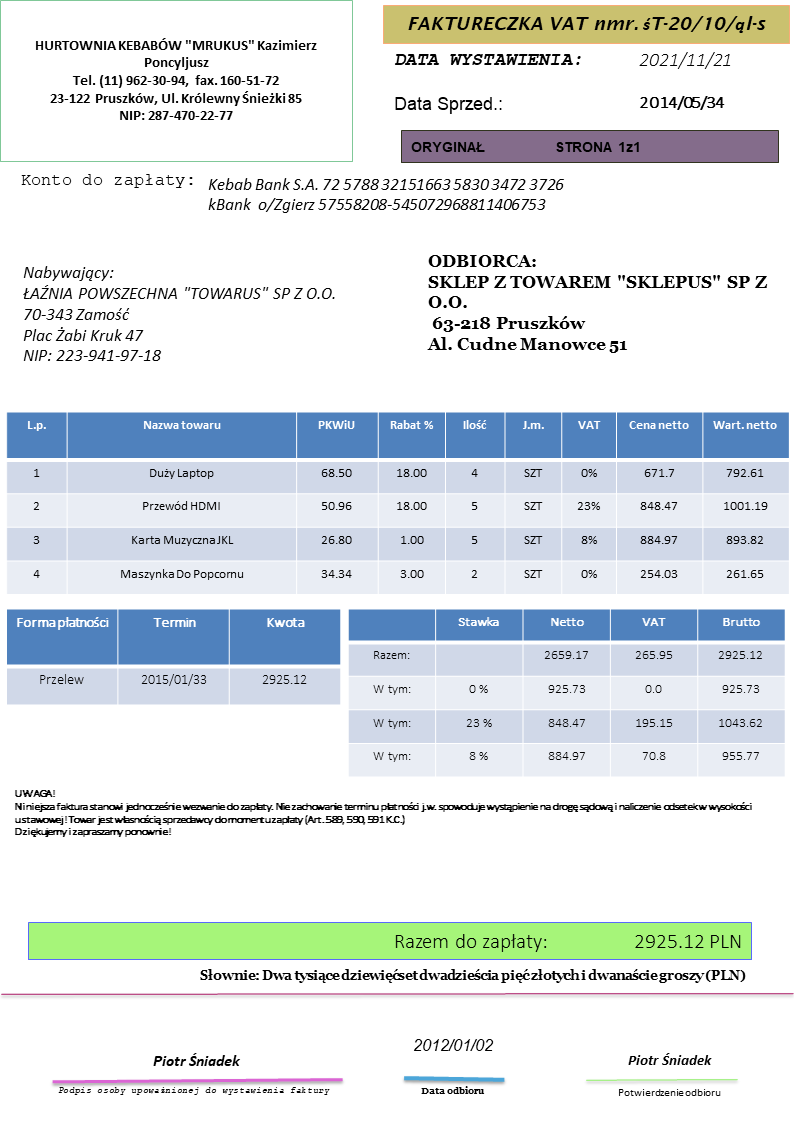 HURTOWNIA KEBABÓW "MRUKUS" Kazimierz
Poncyljusz
Tel. (11) 962-30-94, fax. 160-51-72
23-122 Pruszków, Ul. Królewny Śnieżki 85
NIP: 287-470-22-77
FAKTURECZKA VAT nmr. śT-20/10/ql-s
DATA WYSTAWIENIA: 2021/11/21
Data Sprzed.: 2014/05/34
ORYGINAŁ STRONA 1z1
Konto do zapłaty: Kebab Bank S.A. 72 5788 32151663 5830 3472 3726
kBank o/Zgierz 57558208-545072968811406753
Nabywający:
ŁAŹNIA POWSZECHNA "TOWARUS" SP Z O.O.
70-343 Zamość
Plac Żabi Kruk 47
NIP: 223-941-97-18
ODBIORCA:
SKLEP Z TOWAREM "SKLEPUS" SP Z
O.O.
63-218 Pruszków
Al. Cudne Manowce 51
L.p. Nazwa towaru PKWiU Rabat % Ilość J.m. VAT Cena netto Wart. netto
1 Duży Laptop 68.50 18.00 4 SZT 0% 671.7 792.61
2 Przewód HDMI 50.96 18.00 5 SZT 23% 848.47 1001.19
3 Karta Muzyczna JKL 26.80 1.00 5 SZT 8% 884.97 893.82
4 Maszynka Do Popcornu 34.34 3.00 2 SZT 0% 254.03 261.65
Forma płatności Termin Kwota
Przelew 2015/01/33 2925.12
Stawka Netto VAT Brutto
Razem: 2659.17 265.95 2925.12
W tym: 0 % 925.73 0.0 925.73
W tym: 23 % 848.47 195.15 1043.62
W tym: 8 % 884.97 70.8 955.77
UWAGA!
Niniejsza faktura stanowi jednocześnie wezwanie do zapłaty. Nie zachowanie terminu płatności j.w. spowoduje wystąpienie na drogę sądową i naliczenie odsetek w wysokości
ustawowej! Towar jest własnością sprzedawcy do momentu zapłaty (Art. 589, 590, 591 K.C.)
Dziękujemy i zapraszamy ponownie!
Razem do zapłaty: 2925.12 PLN
Słownie: Dwa tysiące dziewięćset dwadzieścia pięć złotych i dwanaście groszy (PLN)
Piotr Śniadek
Podpis osoby upoważnionej do wystawienia faktury
2012/01/02
Data odbioru
Piotr Śniadek
Potwierdzenie odbioru